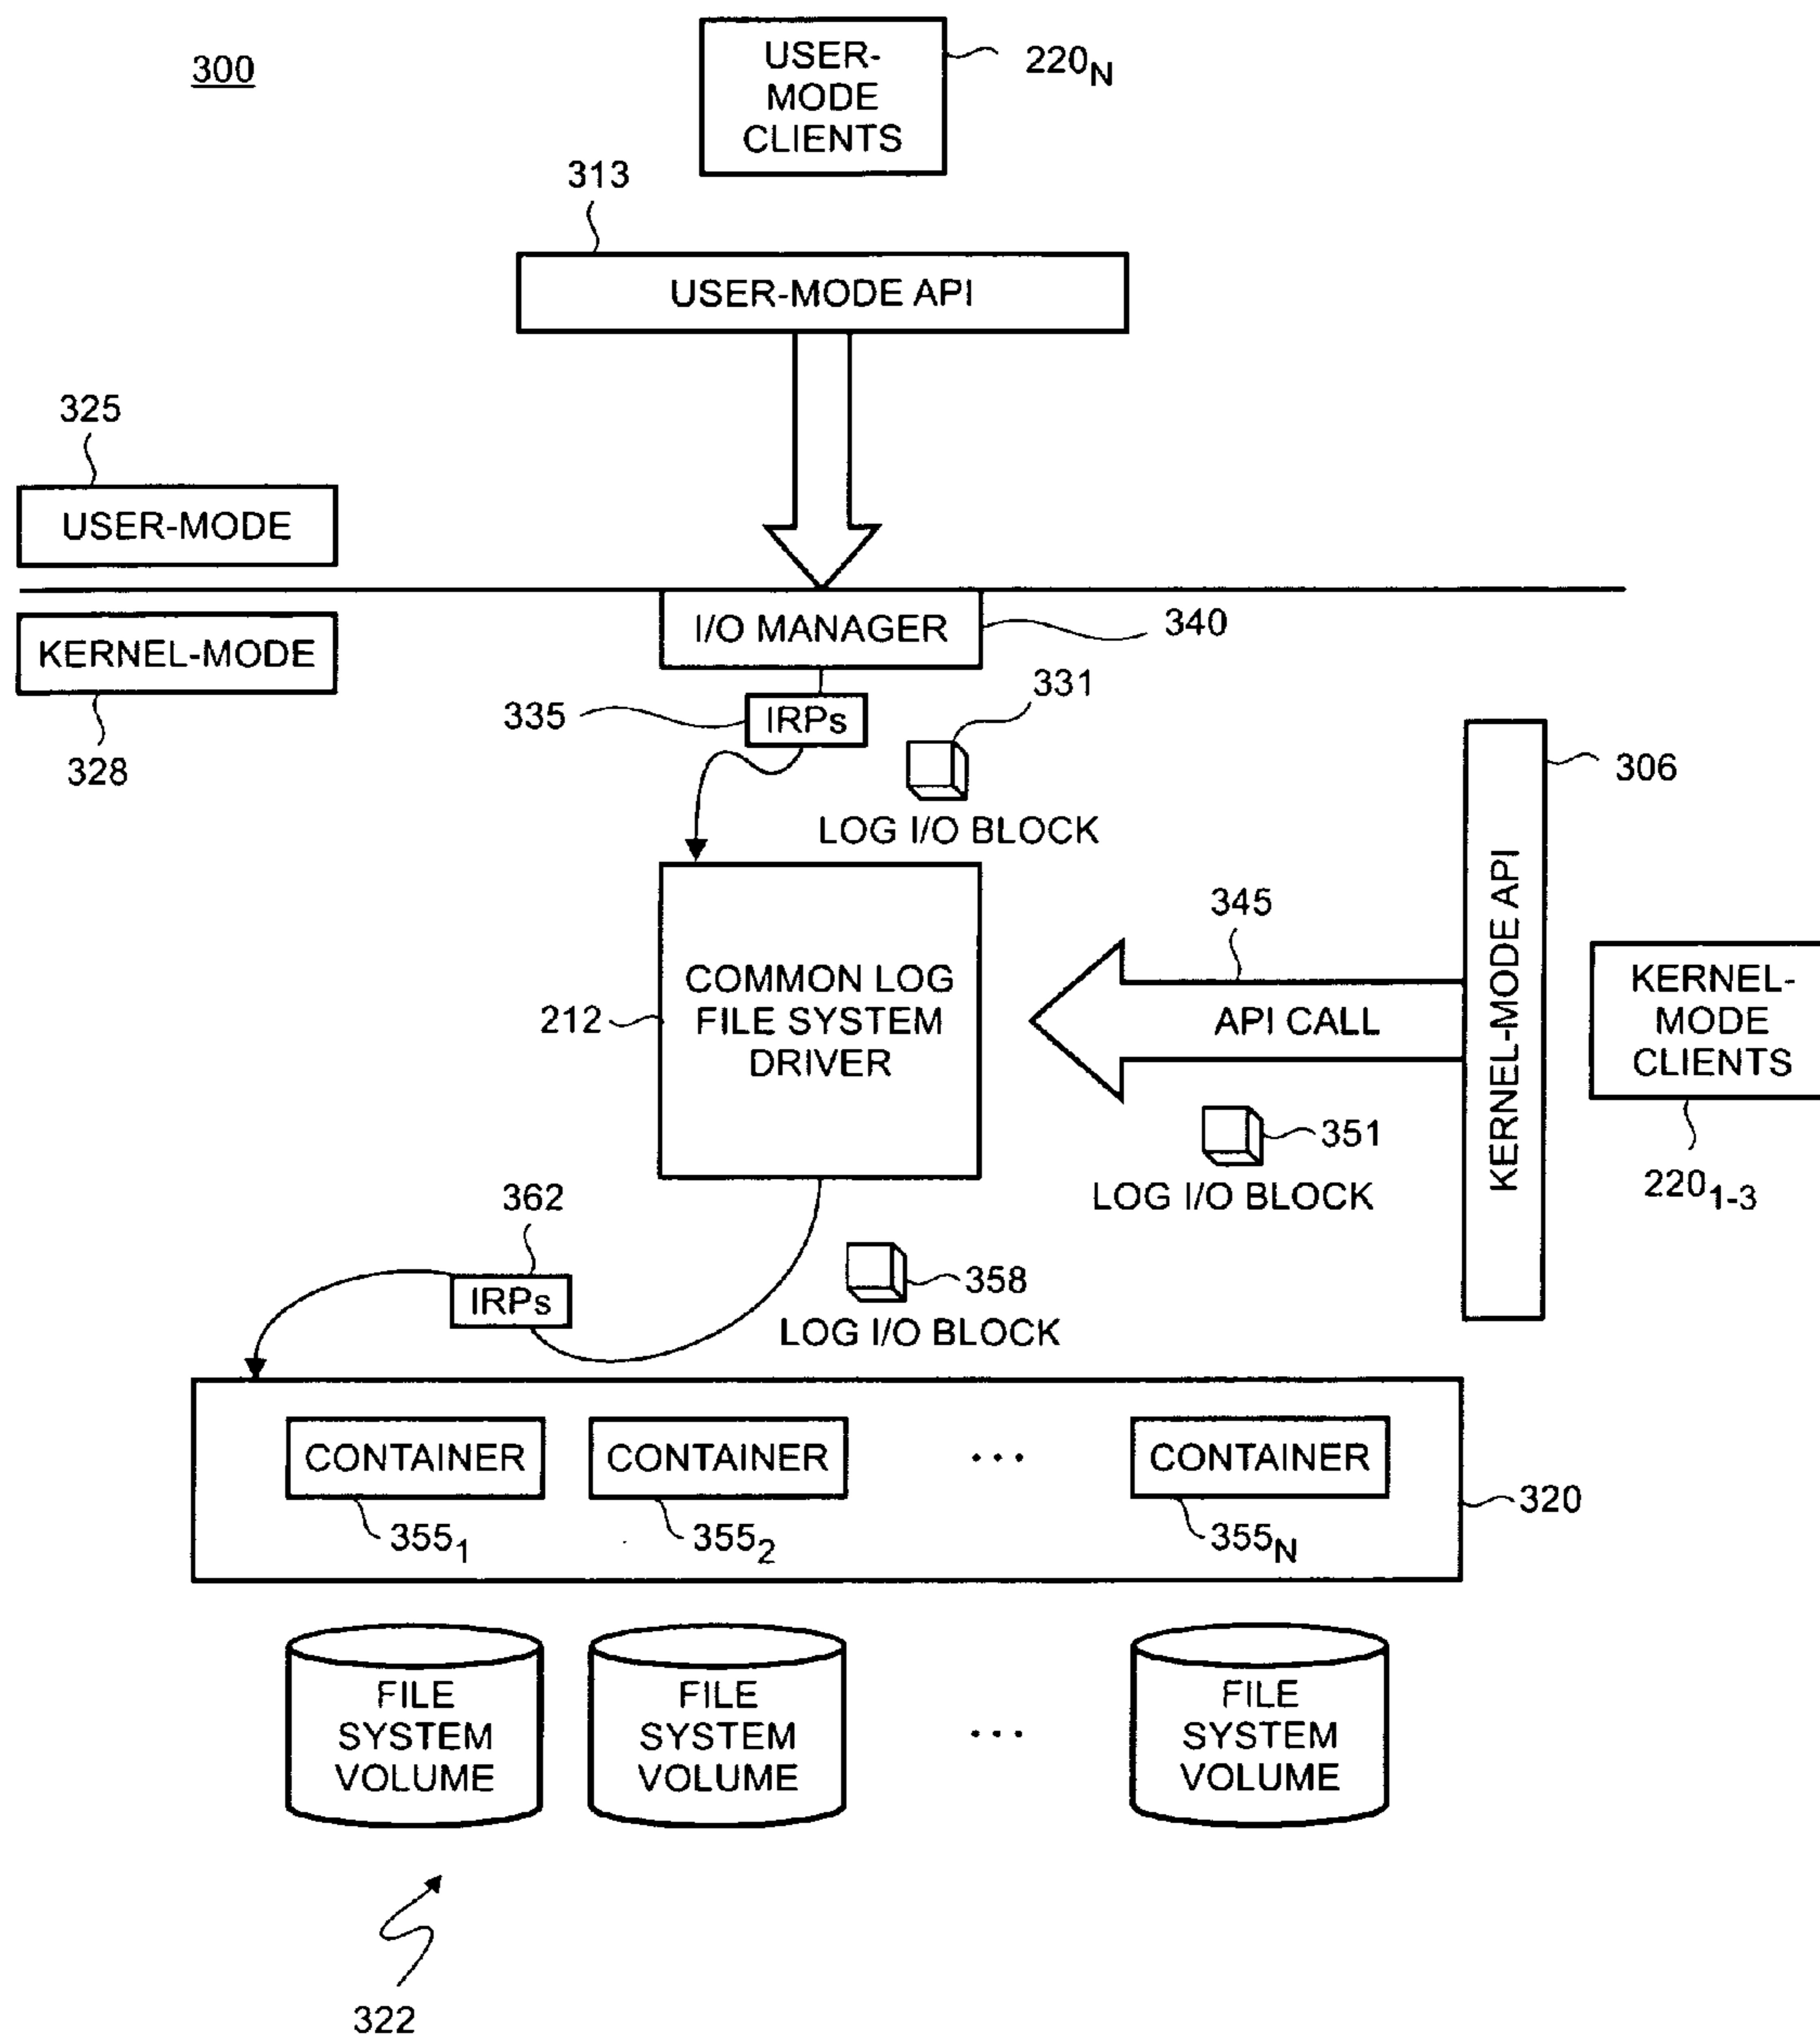 300
USER-
MODE
CLIENTS
220N
313
USER-MODE API
325
USER-MODE
KERNEL-MODE
328
I/O MANAGER
340
335
IRPs
331
LOG I/O BLOCK
306
KERNEL-MODE API
345
API CALL
COMMON LOG
FILE SYSTEM
DRIVER
212
KERNEL-
MODE
CLIENTS
2201-3
351
LOG I/O BLOCK
362
IRPs
358
LOG I/O BLOCK
CONTAINER
CONTAINER
...
CONTAINER
320
3551
3552
355N
FILE
SYSTEM
VOLUME
FILE
SYSTEM
VOLUME
...
FILE
SYSTEM
VOLUME
322